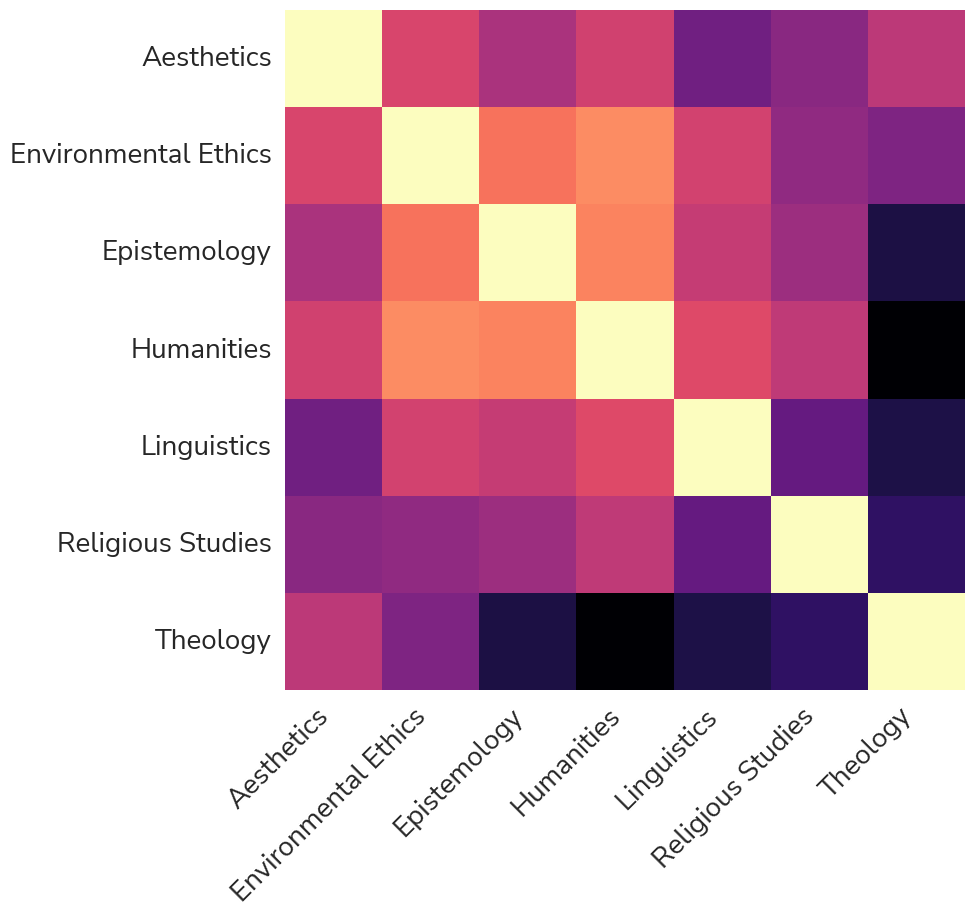 Aesthetics
Environmental Ethics
Epistemology
Humanities
Linguistics
Religious Studies
Theology
Aesthetics
Environmental Ethics
Epistemology
Humanities
Linguistics
Religious Studies
Theology